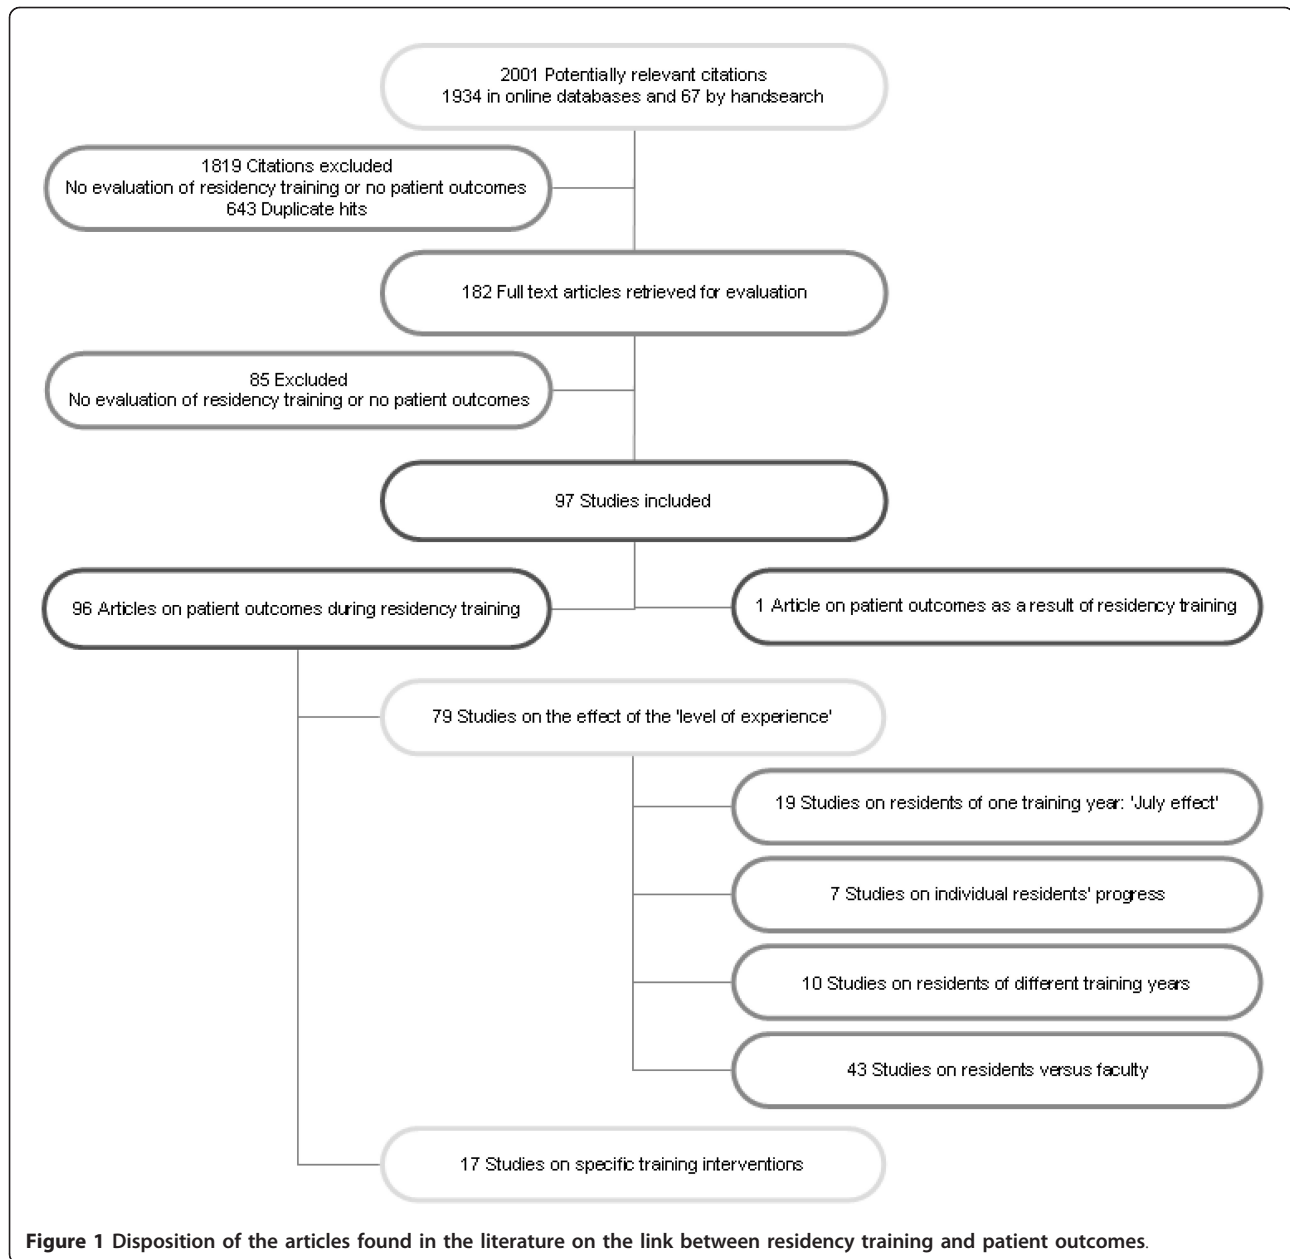 2001 Potentially relevant citations
1934 in online databases and 67 by handsearch
1819 Citations excluded
No evaluation of residency training or no patient outcomes
643 Duplicate hits
182 Full text articles retrieved for evaluation
85 Excluded
No evaluation of residency training or no patient outcomes
97 Studies included
96 Articles on patient outcomes during residency training
1 Article on patient outcomes as a result of residency training
79 Studies on the effect of the 'level of experience'
19 Studies on residents of one training year: 'July effect'
7 Studies on individual residents' progress
10 Studies on residents of different training years
43 Studies on residents versus faculty
17 Studies on specific training interventions
Figure 1 Disposition of the articles found in the literature on the link between residency training and patient outcomes.